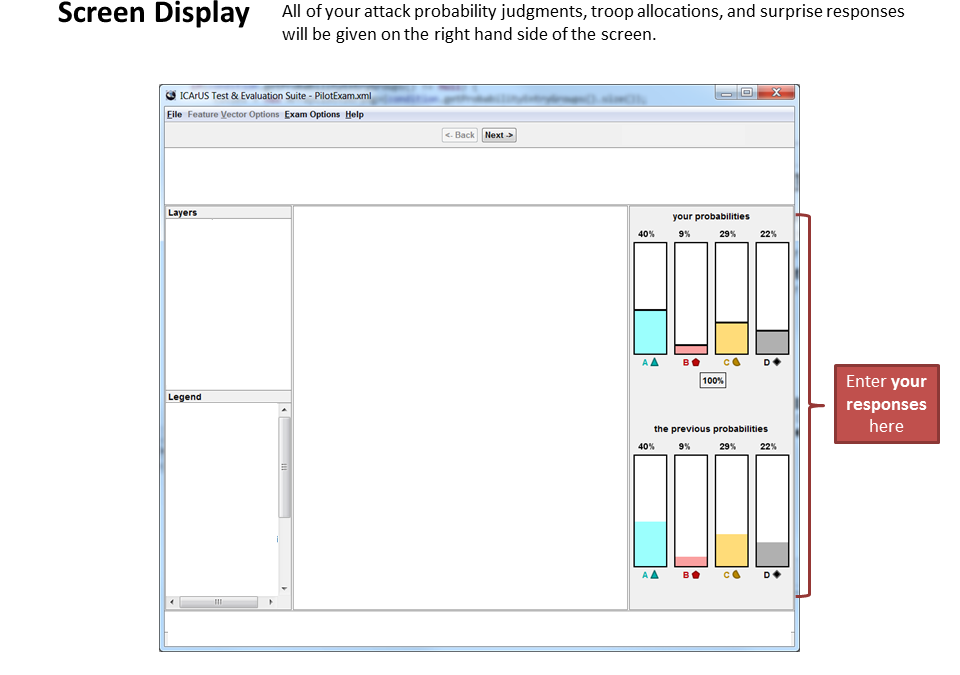 Screen Display
All of your attack probability judgments, troop allocations, and surprise responses
will be given on the right hand side of the screen.
ICArUS Test & Evaluation Suite - PilotExam.xml
File Feature Vector Options Exam Options Help
<- Back Next ->
Layers
your probabilities
40% 9% 29% 22%
A B C D
100%
Enter your
responses
here
Legend
the previous probabilities
40% 9% 29% 22%
A B C D